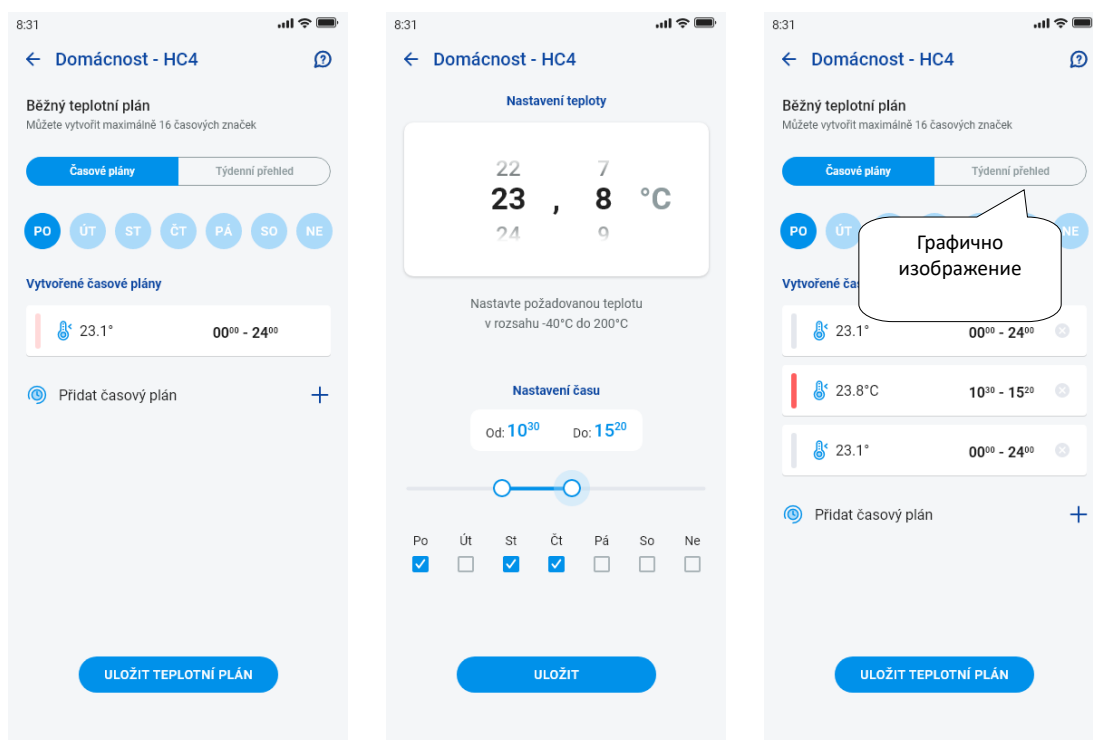 8:31
Domácnost - HC4
Běžný teplotní plán
Můžete vytvořit maximálně 16 časových značek
Časové plány Týdenní přehled
PO ÚT ST ČT PÁ SO NE
Vytvořené časové plány
23.1° 00⁰⁰ - 24⁰⁰
Přidat časový plán
ULOŽIT TEPLOTNÍ PLÁN
8:31
Domácnost - HC4
Nastavení teploty
22 7
23 , 8 °C
24 9
Nastavte požadovanou teplotu
v rozsahu -40°C do 200°C
Nastavení času
Od: 10³⁰ Do: 15²⁰
Po Út St Čt Pá So Ne
ULOŽIT
8:31
Domácnost - HC4
Běžný teplotní plán
Můžete vytvořit maximálně 16 časových značek
Časové plány Týdenní přehled
PO ÚT NE
Графично
изображение
Vytvořené ča
23.1° 00⁰⁰ - 24⁰⁰
23.8°C 10³⁰ - 15²⁰
23.1° 00⁰⁰ - 24⁰⁰
Přidat časový plán
ULOŽIT TEPLOTNÍ PLÁN